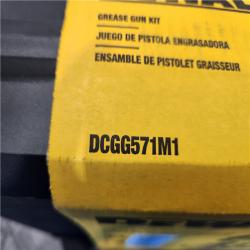 GREASE GUN KIT
JUEGO DE PISTOLA ENGRASADORA
ENSAMBLE DE PISTOLET GRAISSEUR
DCGG571M1